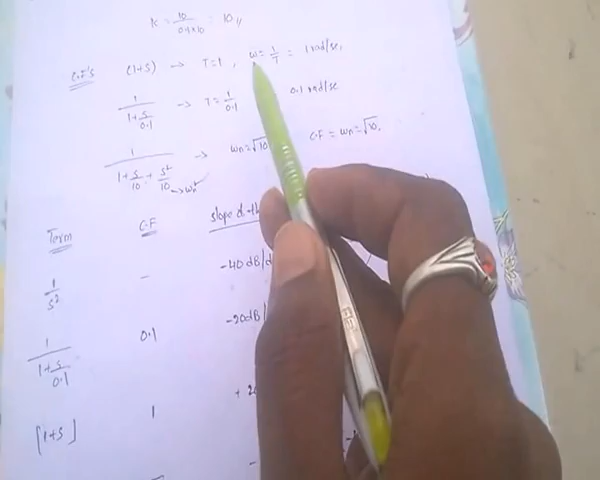 K = 10/(0.1×10) = 10 //
C.F's (1+S) → T=1, ω = 1/T = 1 rad/sec,
1/(1+S/0.1) → T = 1/0.1 0.1 rad/sec
1/(1+S/10+S²/10) → ωn=√10 C.F = ωn=√10,
→ωn²
Term C.F slope
1/S² - -40 dB/d
1/(1+S/0.1) 0.1 -20dB/
[1+S] 1 + 2